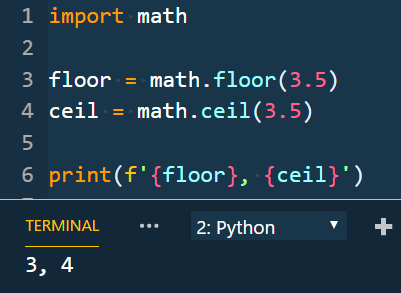 1 import math
2
3 floor = math.floor(3.5)
4 ceil = math.ceil(3.5)
5
6 print(f'{floor}, {ceil}')
TERMINAL ••• 2: Python ▼ +
3, 4